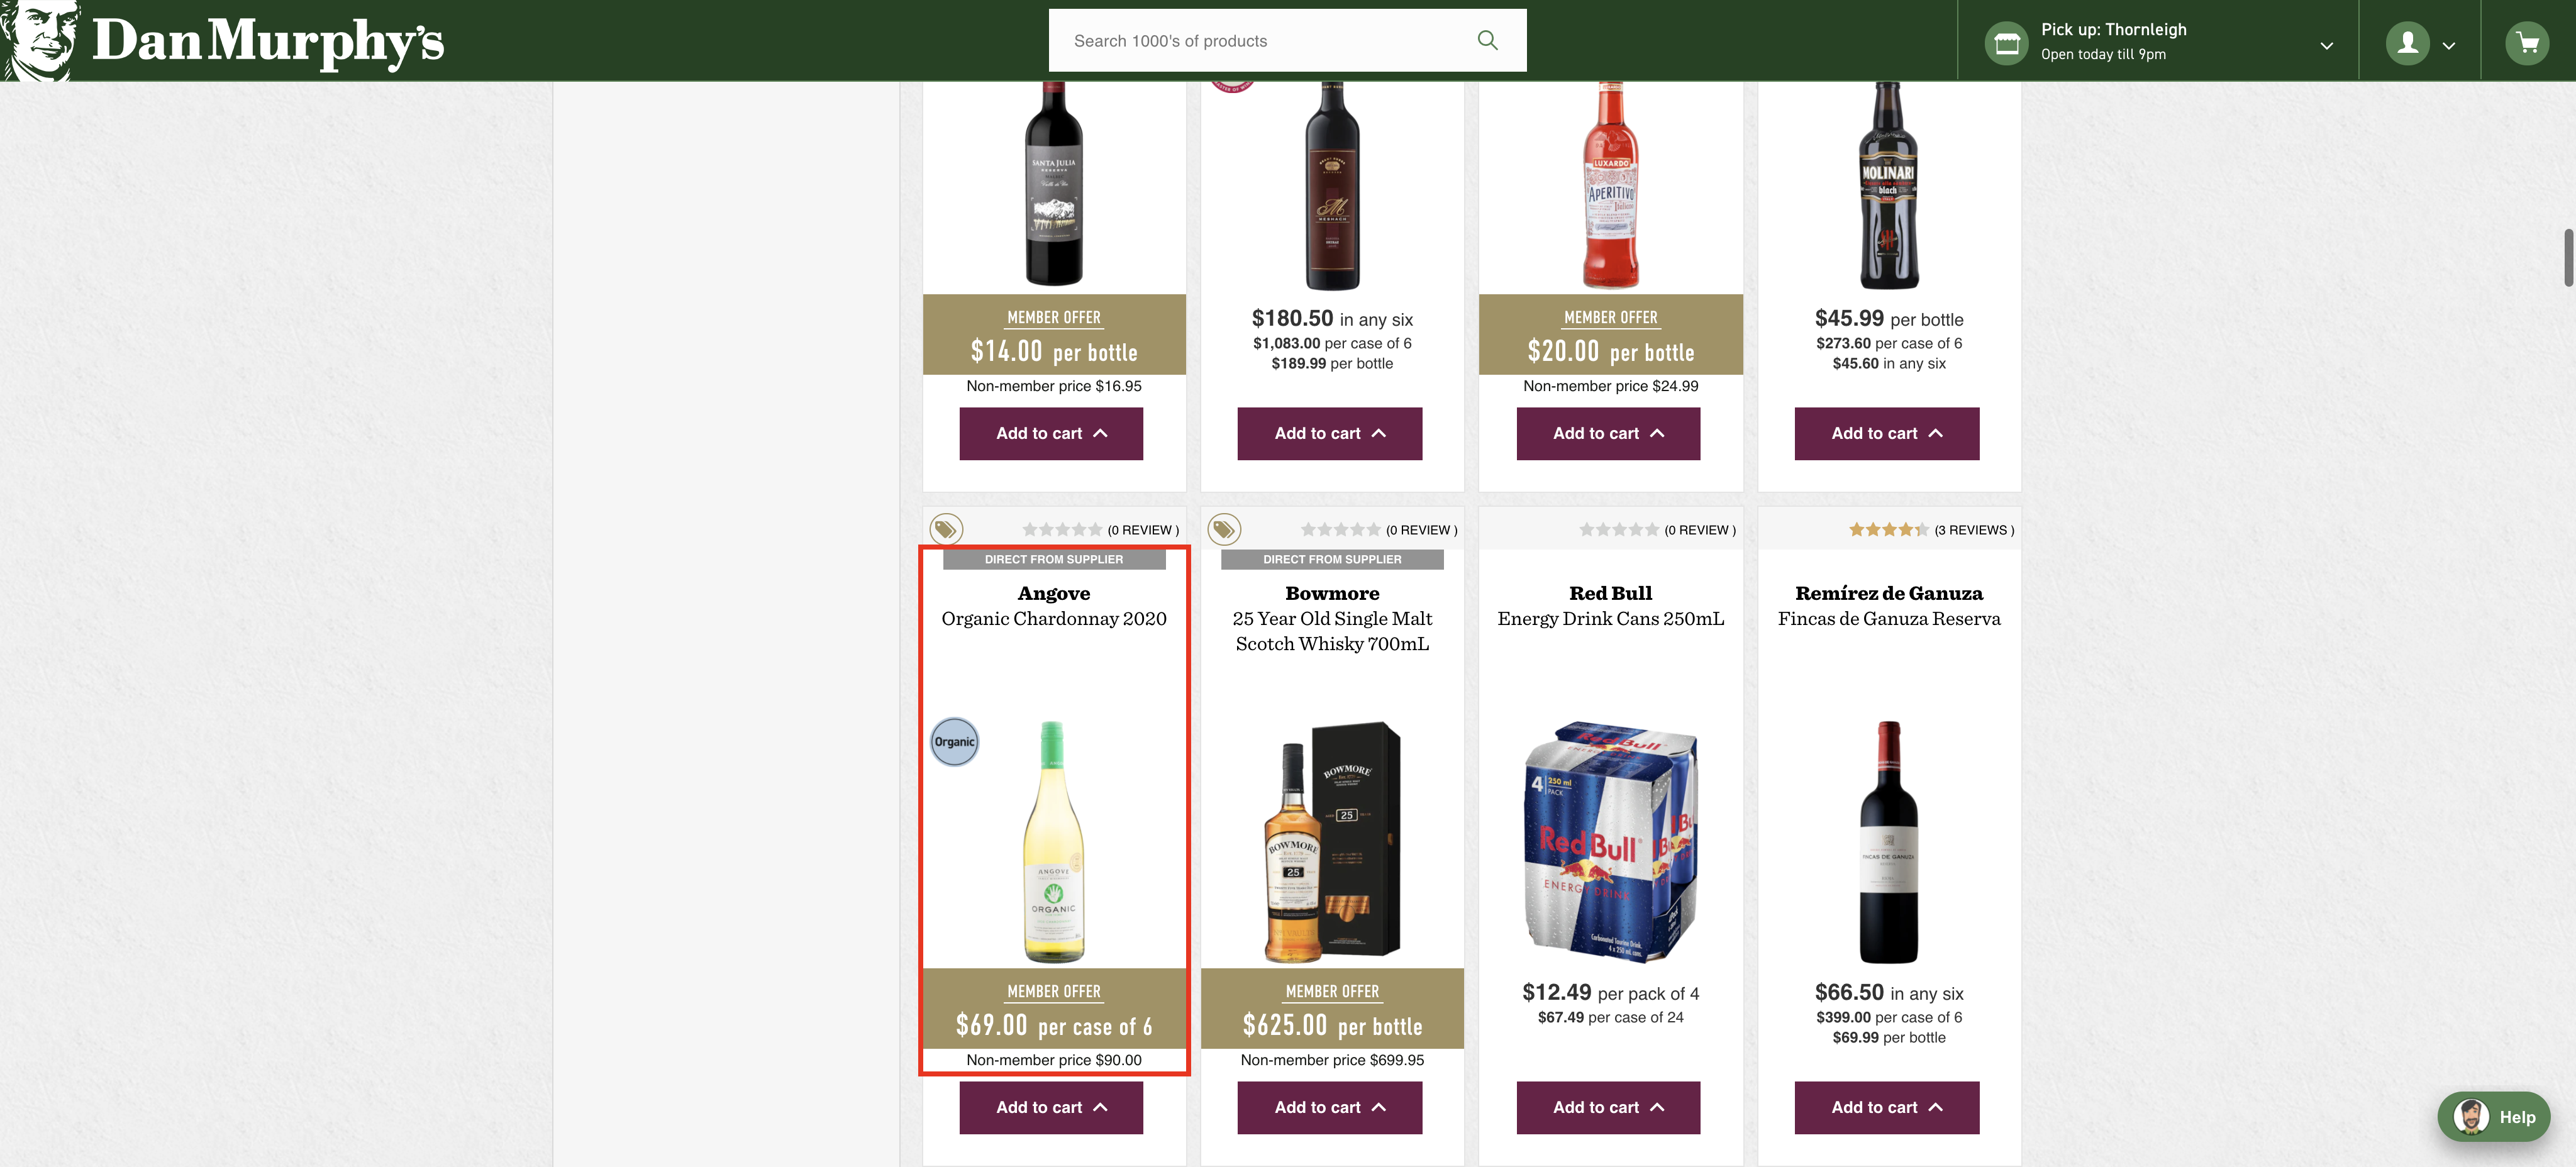 Dan Murphy's
Search 1000's of products
Pick up: Thornleigh
Open today till 9pm
SANTA JULIA
LUXARDO
APERITIVO
MOLINARI
black
MEMBER OFFER
$14.00 per bottle
Non-member price $16.95
Add to cart
$180.50 in any six
$1,083.00 per case of 6
$189.99 per bottle
Add to cart
MEMBER OFFER
$20.00 per bottle
Non-member price $24.99
Add to cart
$45.99 per bottle
$273.60 per case of 6
$45.60 in any six
Add to cart
(0 REVIEW )
DIRECT FROM SUPPLIER
Angove
Organic Chardonnay 2020
Organic
ANGOVE
ORGANIC
MEMBER OFFER
$69.00 per case of 6
Non-member price $90.00
Add to cart
(0 REVIEW )
DIRECT FROM SUPPLIER
Bowmore
25 Year Old Single Malt
Scotch Whisky 700mL
BOWMORE
25
BOWMORE
25
MEMBER OFFER
$625.00 per bottle
Non-member price $699.95
Add to cart
(0 REVIEW )
Red Bull
Energy Drink Cans 250mL
Red Bull
4 250 ml
PACK
Red Bull
ENERGY DRINK
$12.49 per pack of 4
$67.49 per case of 24
Add to cart
(3 REVIEWS )
Remírez de Ganuza
Fincas de Ganuza Reserva
FINCAS DE GANUZA
$66.50 in any six
$399.00 per case of 6
$69.99 per bottle
Add to cart
Help